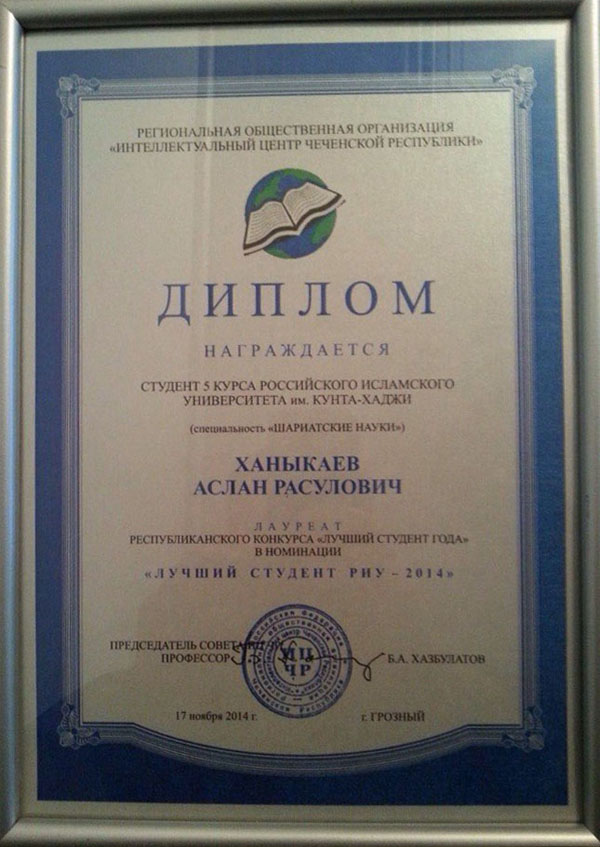 РЕГИОНАЛЬНАЯ ОБЩЕСТВЕННАЯ ОРГАНИЗАЦИЯ
«ИНТЕЛЛЕКТУАЛЬНЫЙ ЦЕНТР ЧЕЧЕНСКОЙ РЕСПУБЛИКИ»
ДИПЛОМ
НАГРАЖДАЕТСЯ
СТУДЕНТ 5 КУРСА РОССИЙСКОГО ИСЛАМСКОГО
УНИВЕРСИТЕТА им. КУНТА-ХАДЖИ
(специальность «ШАРИАТСКИЕ НАУКИ»)
ХАНЫКАЕВ
АСЛАН РАСУЛОВИЧ
ЛАУРЕАТ
РЕСПУБЛИКАНСКОГО КОНКУРСА «ЛУЧШИЙ СТУДЕНТ ГОДА»
В НОМИНАЦИИ
«ЛУЧШИЙ СТУДЕНТ РИУ – 2014»
ПРЕДСЕДАТЕЛЬ СОВЕТА
ПРОФЕССОР
Б.А. ХАЗБУЛАТОВ
ИЦ
ЧР
17 ноября 2014 г.
г. ГРОЗНЫЙ